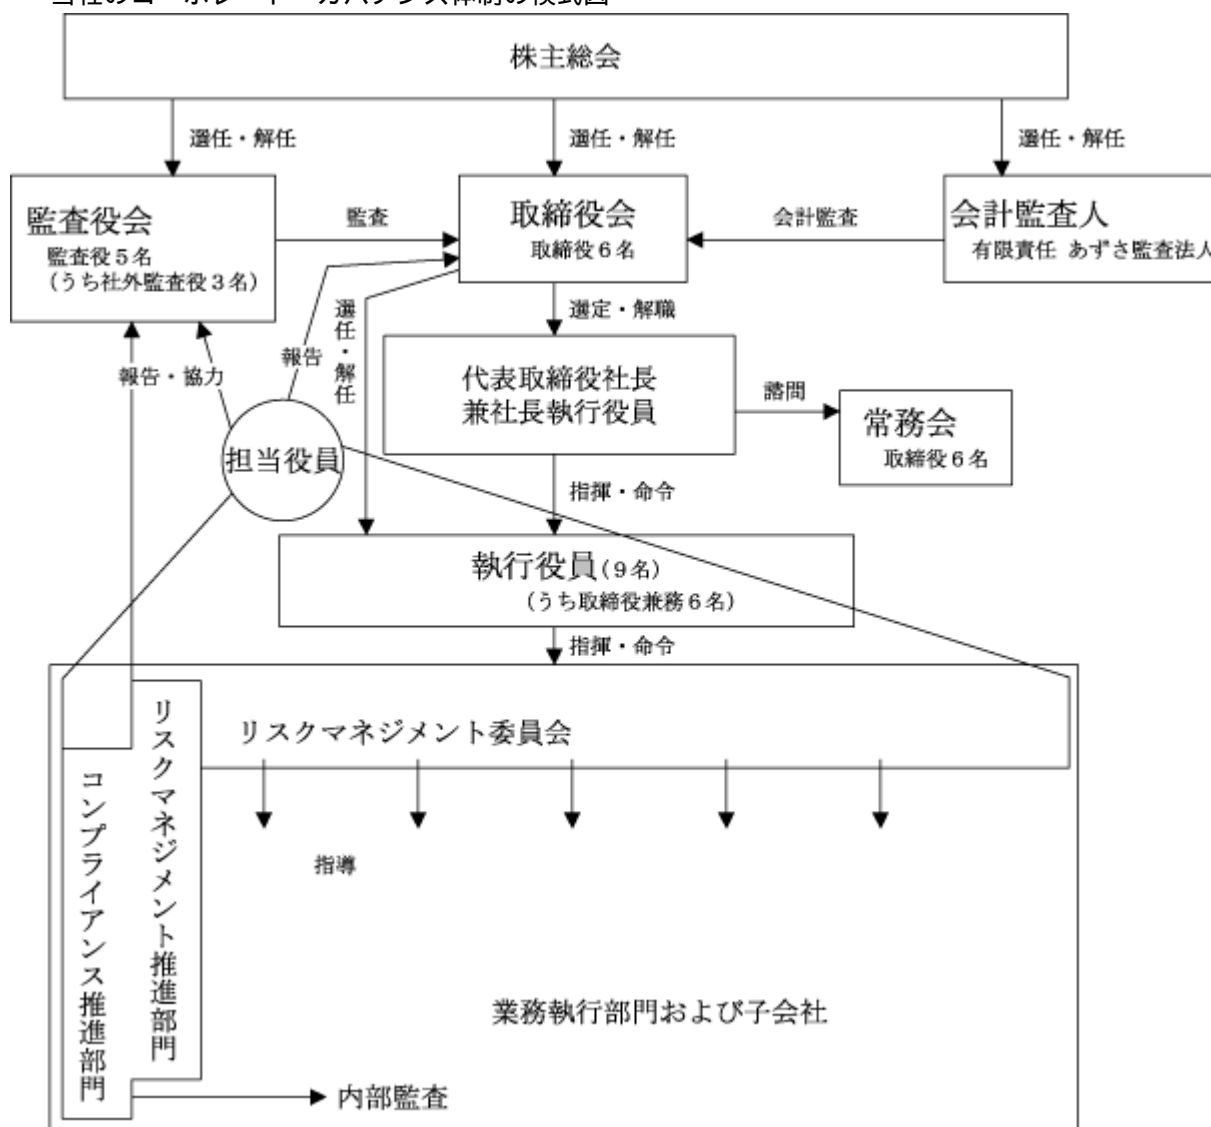 当社のコーポレート・ガバナンス体制の模式図
株主総会
選任・解任
選任・解任
選任・解任
監査役会
監査役5名
(うち社外監査役3名)
監査
取締役会
取締役6名
会計監査
会計監査人
有限責任 あずさ監査法人
選任・解任
選定・解職
報告
報告・協力
代表取締役社長
兼社長執行役員
諮問
常務会
取締役6名
担当役員
指揮・命令
執行役員(9名)
(うち取締役兼務6名)
指揮・命令
リスクマネジメント委員会
リスクマネジメント推進部門
コンプライアンス推進部門
指導
業務執行部門および子会社
内部監査